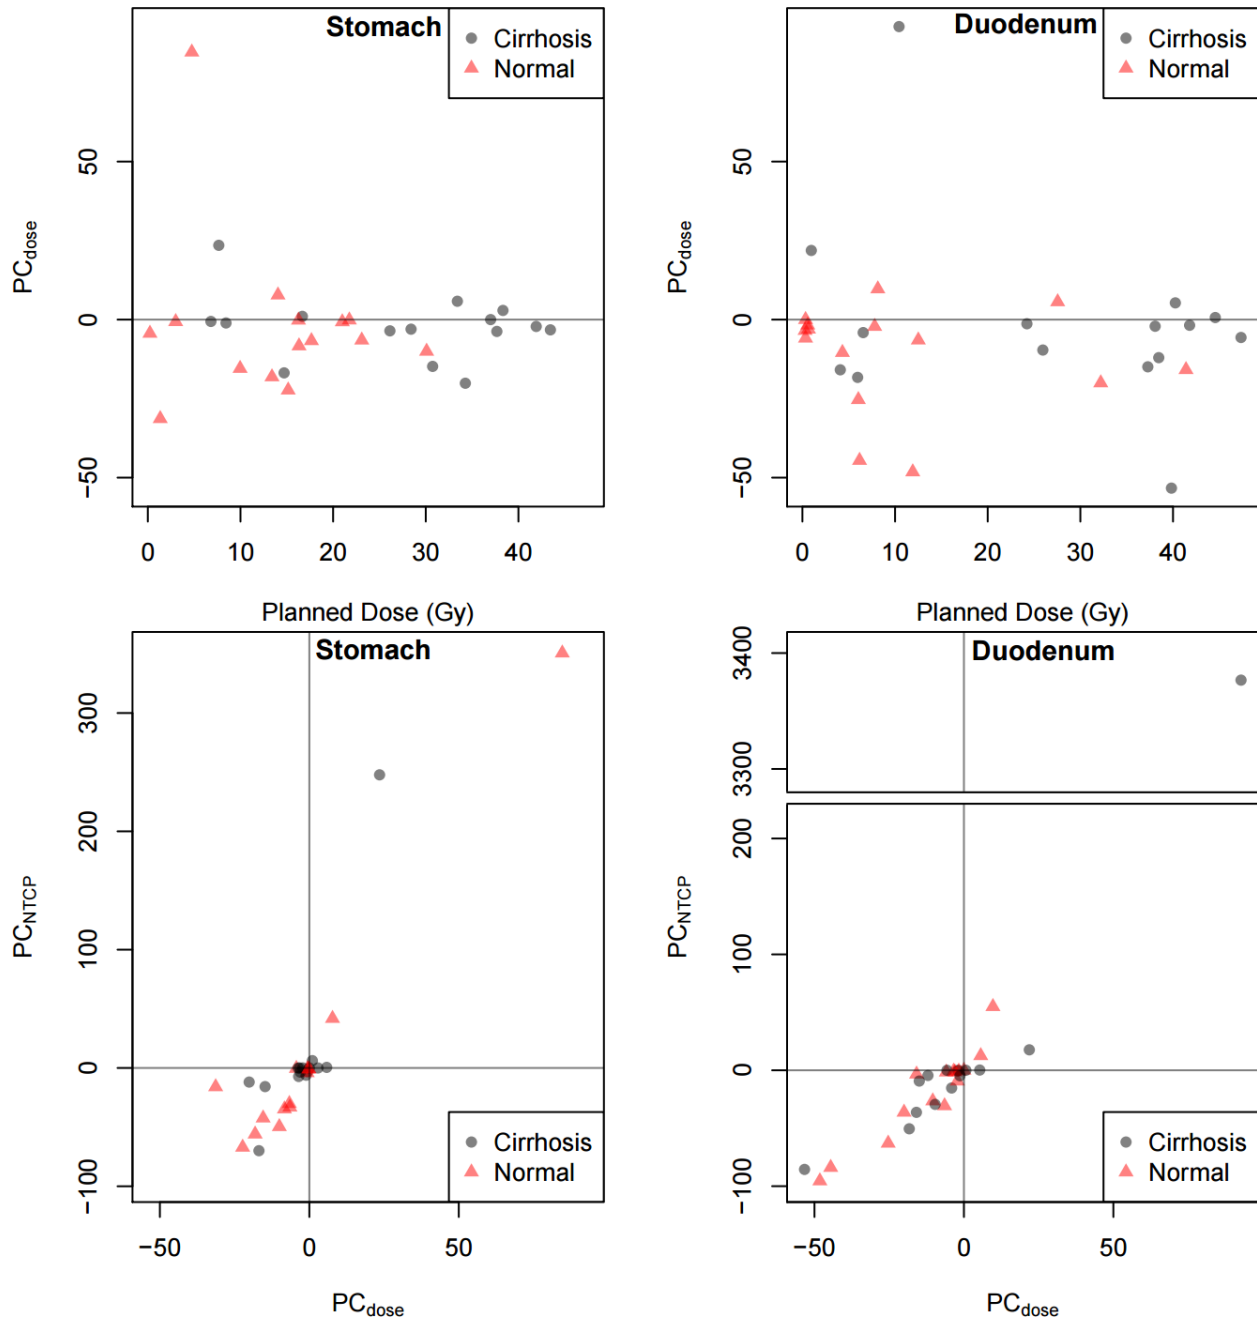 Stomach
Cirrhosis
Normal
PCdose
50
0
−50
0 10 20 30 40
Planned Dose (Gy)
Duodenum
Cirrhosis
Normal
PCdose
50
0
−50
0 10 20 30 40
Planned Dose (Gy)
Stomach
PCNTCP
300
200
100
0
−100
Cirrhosis
Normal
−50 0 50
PCdose
Duodenum
3400
3300
PCNTCP
200
100
0
−100
Cirrhosis
Normal
−50 0 50
PCdose